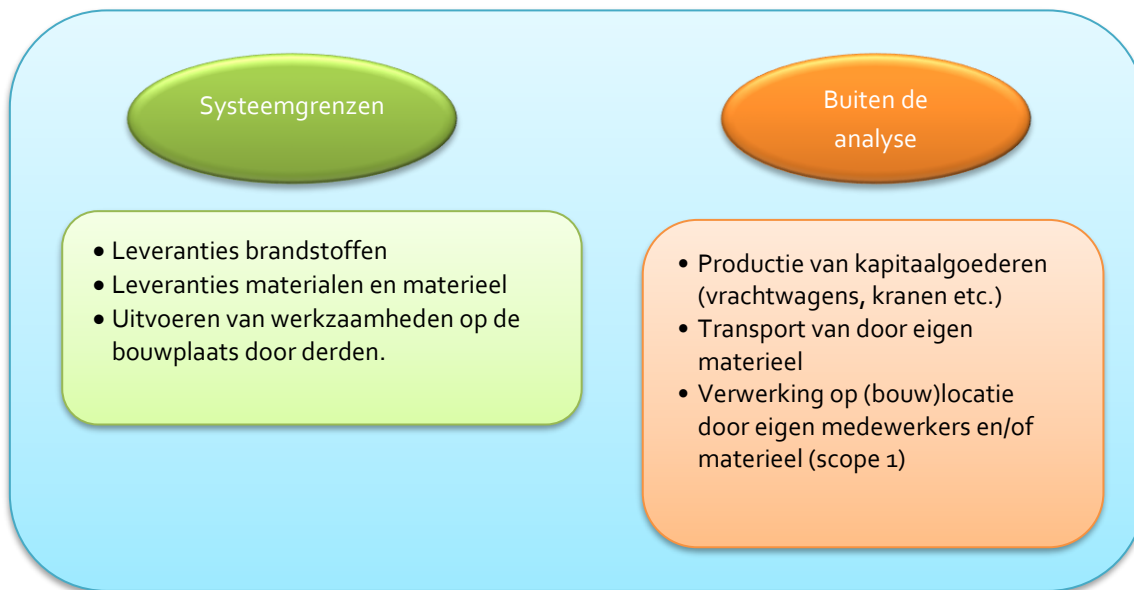 Systeemgrenzen
• Leveranties brandstoffen
• Leveranties materialen en materieel
• Uitvoeren van werkzaamheden op de
bouwplaats door derden.
Buiten de
analyse
• Productie van kapitaalgoederen
(vrachtwagens, kranen etc.)
• Transport van door eigen
materieel
• Verwerking op (bouw)locatie
door eigen medewerkers en/of
materieel (scope 1)